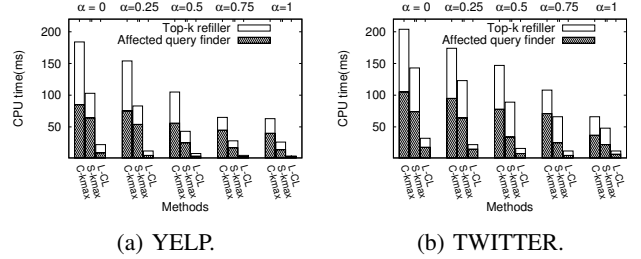 α = 0 α=0.25 α=0.5 α=0.75 α=1
200
150
100
50
CPU time(ms)
Top-k refiller
Affected query finder
C-kmax S-kmax L-CL C-kmax S-kmax L-CL C-kmax S-kmax L-CL C-kmax S-kmax L-CL C-kmax S-kmax L-CL
Methods
(a) YELP.
α = 0 α=0.25 α=0.5 α=0.75 α=1
200
150
100
50
CPU time(ms)
Top-k refiller
Affected query finder
C-kmax S-kmax L-CL C-kmax S-kmax L-CL C-kmax S-kmax L-CL C-kmax S-kmax L-CL C-kmax S-kmax L-CL
Methods
(b) TWITTER.